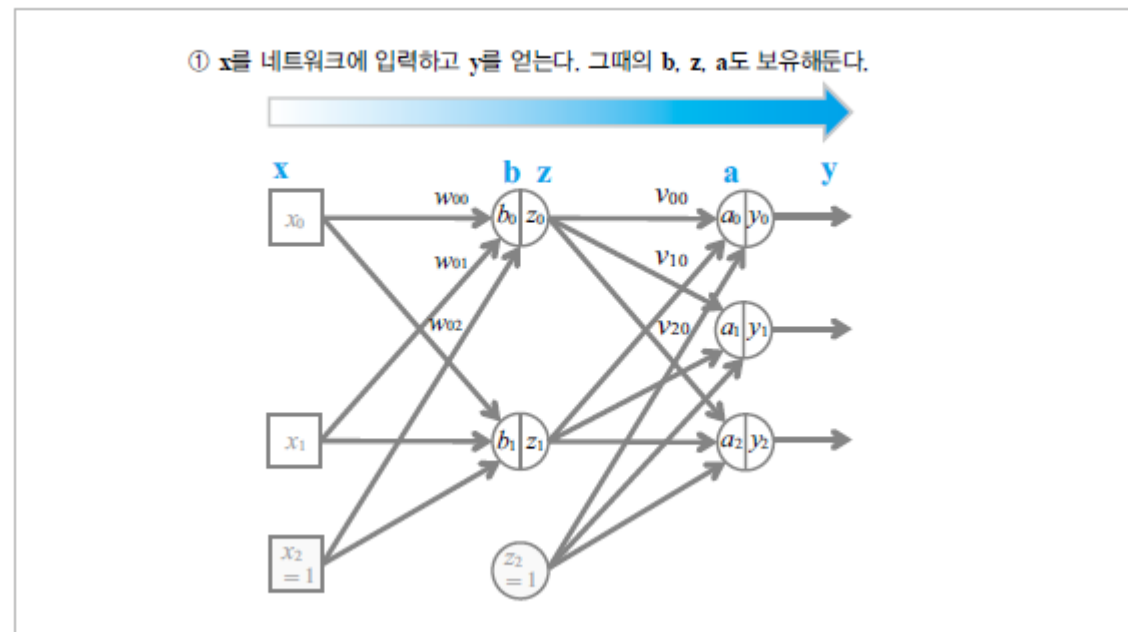 ① x를 네트워크에 입력하고 y를 얻는다. 그때의 b, z, a도 보유해둔다.
x b z a y
x0 w00 b0 z0 v00 a0 y0
w01 v10
w02 v20 a1 y1
x1 b1 z1 a2 y2
x2 z2
= 1 = 1